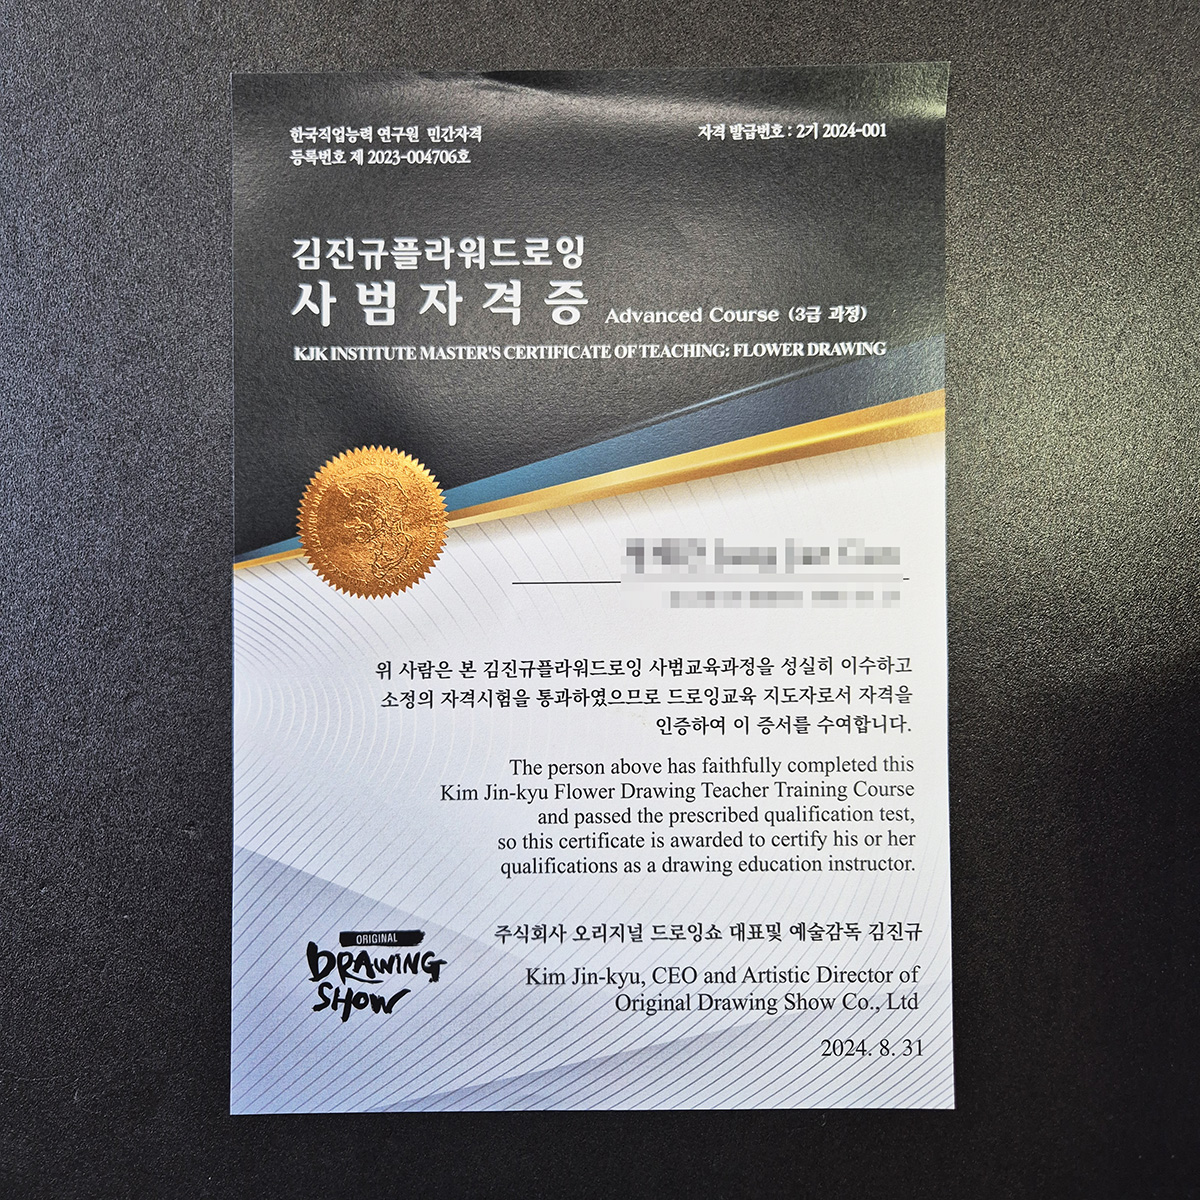 한국직업능력 연구원 민간자격
등록번호 제 2023-004706호
자격 발급번호 : 2기 2024-001
김진규플라워드로잉
사범자격증 Advanced Course (3급 과정)
KJK INSTITUTE MASTER'S CERTIFICATE OF TEACHING: FLOWER DRAWING
위 사람은 본 김진규플라워드로잉 사범교육과정을 성실히 이수하고
소정의 자격시험을 통과하였으므로 드로잉교육 지도자로서 자격을
인증하여 이 증서를 수여합니다.
The person above has faithfully completed this
Kim Jin-kyu Flower Drawing Teacher Training Course
and passed the prescribed qualification test,
so this certificate is awarded to certify his or her
qualifications as a drawing education instructor.
ORIGINAL
DRAWING
SHOW
주식회사 오리지널 드로잉쇼 대표및 예술감독 김진규
Kim Jin-kyu, CEO and Artistic Director of
Original Drawing Show Co., Ltd
2024. 8. 31